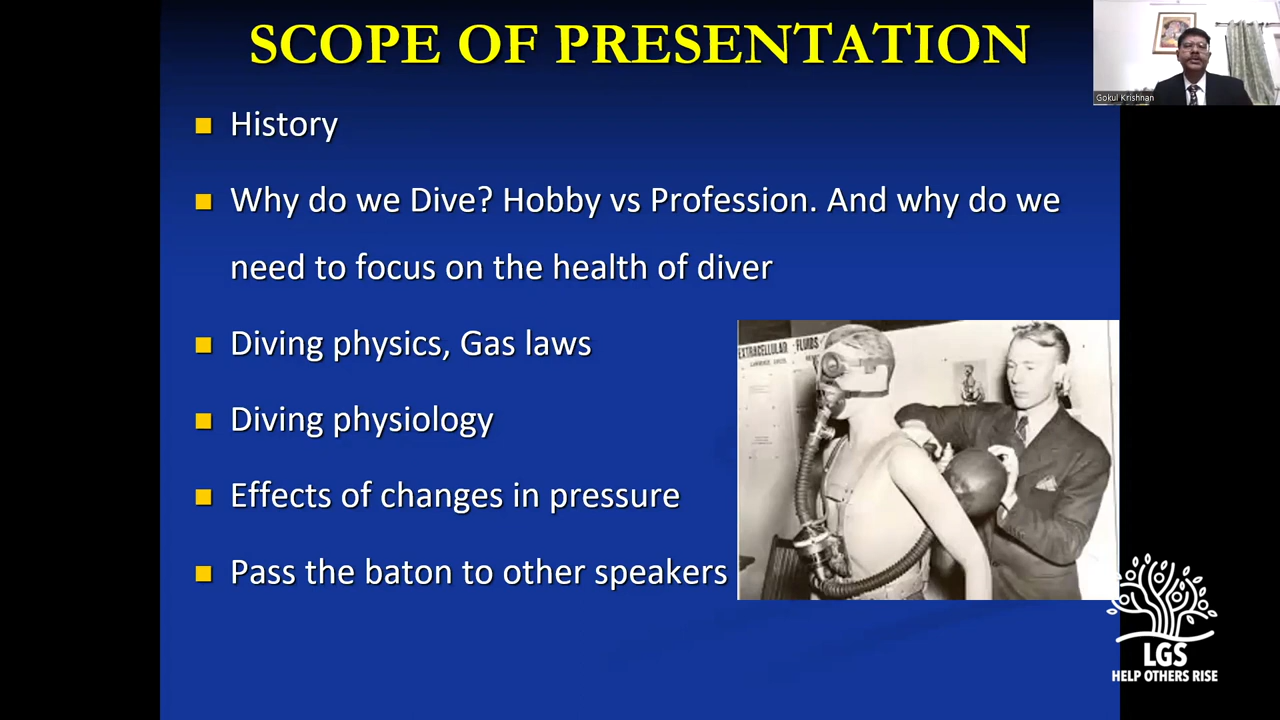 SCOPE OF PRESENTATION
Gokul Krishnan
History
Why do we Dive? Hobby vs Profession. And why do we
need to focus on the health of diver
Diving physics, Gas laws
EXTRACELLULAR FLUIDS
Diving physiology
Effects of changes in pressure
Pass the baton to other speakers
LGS
HELP OTHERS RISE